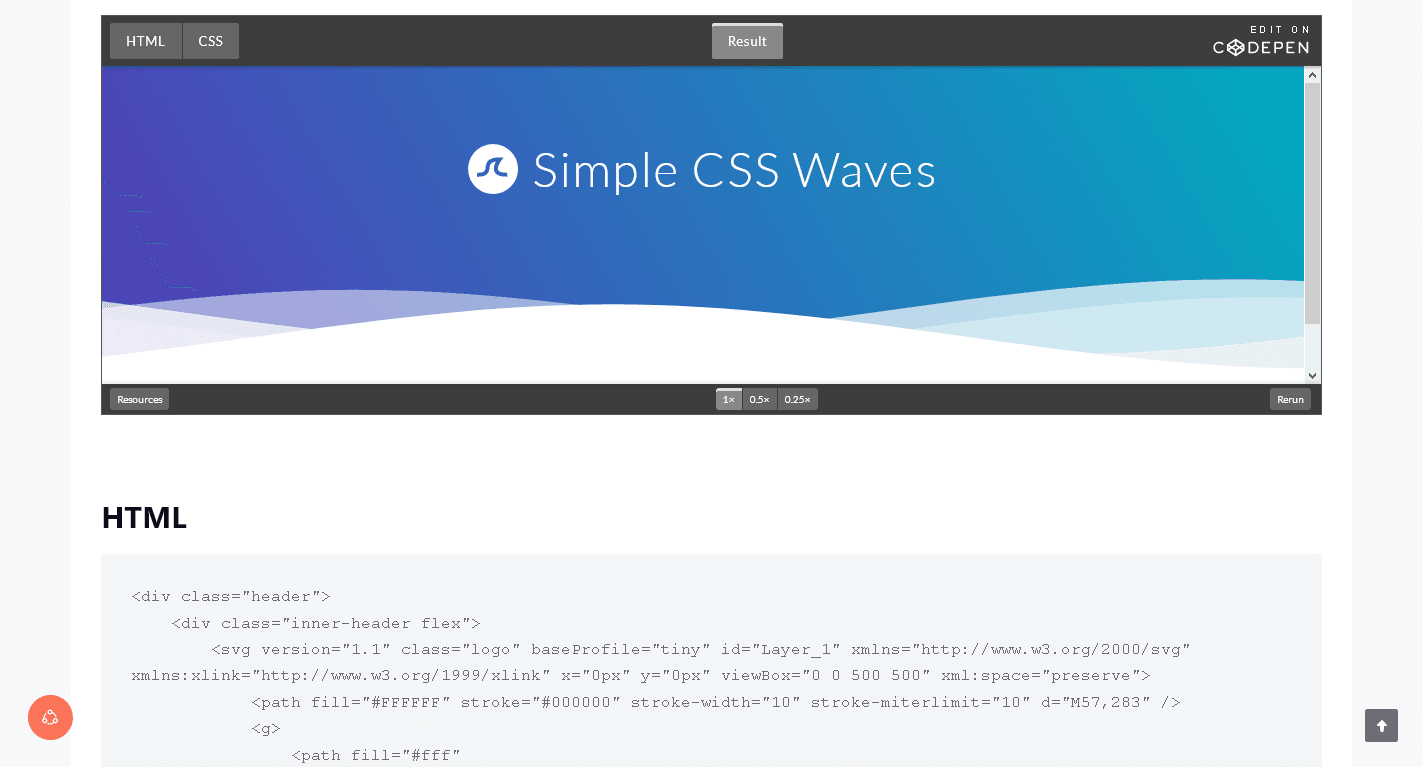 HTML CSS Result EDIT ON
CODEPEN
Simple CSS Waves
Resources 1× 0.5× 0.25× Rerun
HTML
<div class="header">
<div class="inner-header flex">
<svg version="1.1" class="logo" baseProfile="tiny" id="Layer_1" xmlns="http://www.w3.org/2000/svg"
xmlns:xlink="http://www.w3.org/1999/xlink" x="0px" y="0px" viewBox="0 0 500 500" xml:space="preserve">
<path fill="#FFFFFF" stroke="#000000" stroke-width="10" stroke-miterlimit="10" d="M57,283" />
<g>
<path fill="#fff"